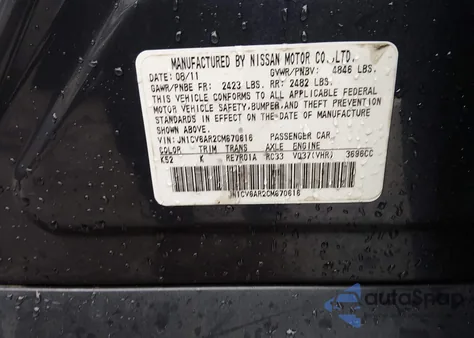 MANUFACTURED BY NISSAN MOTOR CO.,LTD.
DATE: 08/11 GVWR/PNBV: 4846 LBS.
GAWR/PNBE FR: 2423 LBS. RR: 2482 LBS.
THIS VEHICLE CONFORMS TO ALL APPLICABLE FEDERAL
MOTOR VEHICLE SAFETY, BUMPER, AND THEFT PREVENTION
STANDARDS IN EFFECT ON THE DATE OF MANUFACTURE
SHOWN ABOVE.
VIN: JN1CV6AR2CM670616 PASSENGER CAR
COLOR TRIM TRANS AXLE ENGINE
K52 K RE7R01A RC33 VQ37(VHR) 3696CC
JN1CV6AR2CM670616
autoSnap